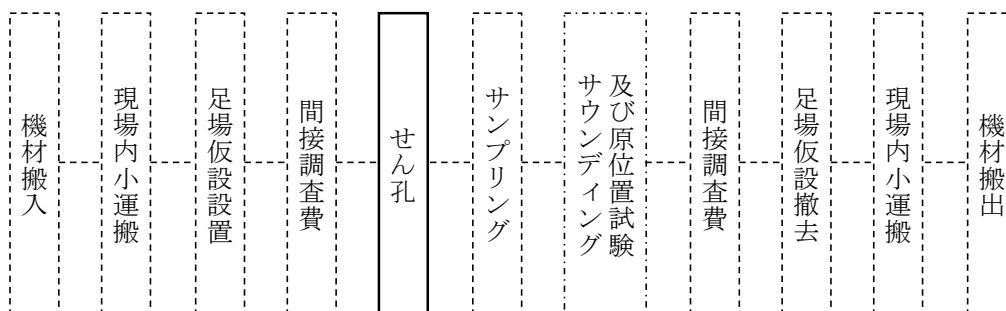 機材搬入
現場内小運搬
足場仮設設置
間接調査費
せん孔
サンプリング
サウンディング
及び原位置試験
間接調査費
足場仮設撤去
現場内小運搬
機材搬出